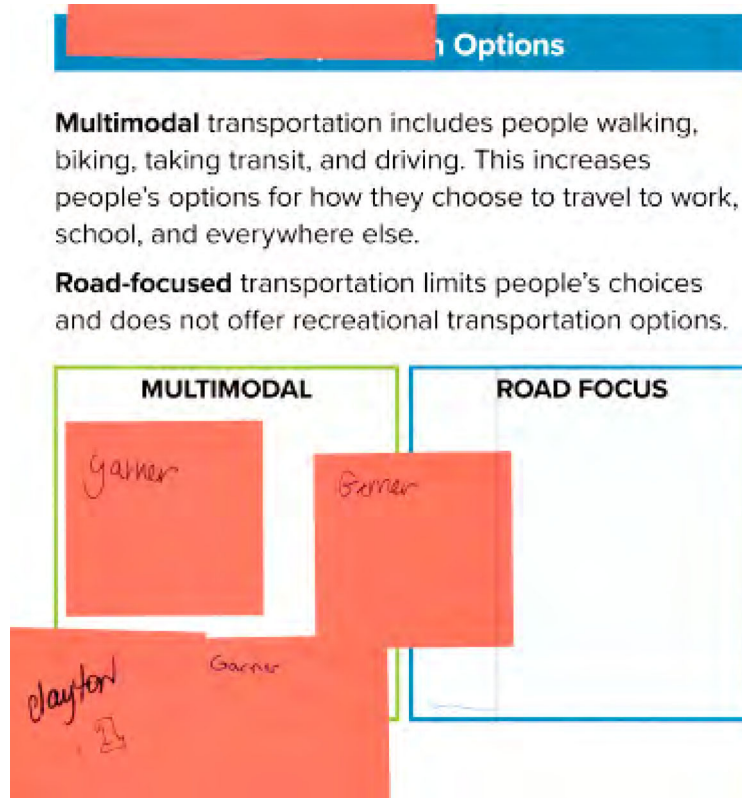 n Options
Multimodal transportation includes people walking,
biking, taking transit, and driving. This increases
people's options for how they choose to travel to work,
school, and everywhere else.
Road-focused transportation limits people's choices
and does not offer recreational transportation options.
MULTIMODAL
ROAD FOCUS
garner
Garner
clayton
Garner